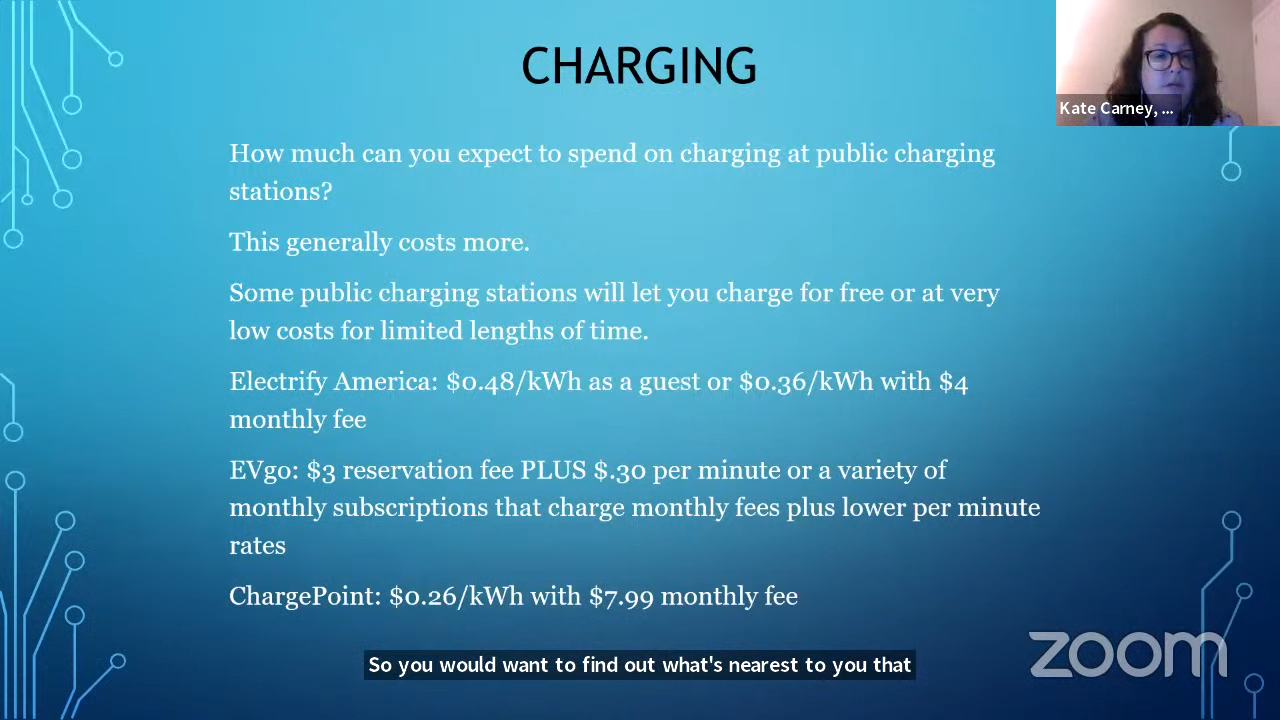 CHARGING
Kate Carney, ...
How much can you expect to spend on charging at public charging
stations?
This generally costs more.
Some public charging stations will let you charge for free or at very
low costs for limited lengths of time.
Electrify America: $0.48/kWh as a guest or $0.36/kWh with $4
monthly fee
EVgo: $3 reservation fee PLUS $.30 per minute or a variety of
monthly subscriptions that charge monthly fees plus lower per minute
rates
ChargePoint: $0.26/kWh with $7.99 monthly fee
zoom
So you would want to find out what's nearest to you that